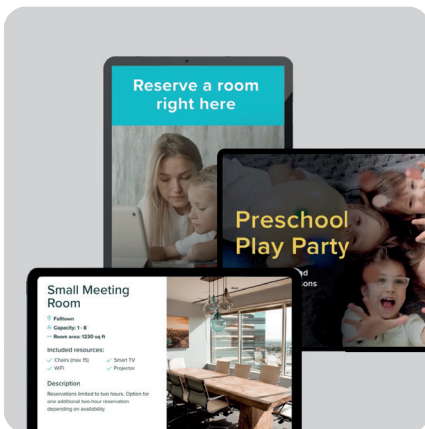 Reserve a room
right here
Preschool
Play Party
Small Meeting
Room
Falltown
Capacity: 1 - 8
Room area: 1230 sq ft
Included resources:
Chairs (max 15)
Smart TV
WiFi
Projector
Description
Reservations limited to two hours. Option for
one additional two-hour reservation
depending on availability.